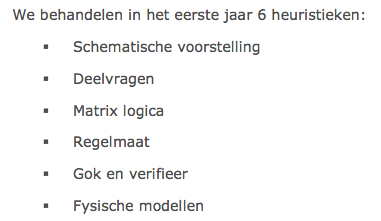 We behandelen in het eerste jaar 6 heuristieken:
▪ Schematische voorstelling
▪ Deelvragen
▪ Matrix logica
▪ Regelmaat
▪ Gok en verifieer
▪ Fysische modellen